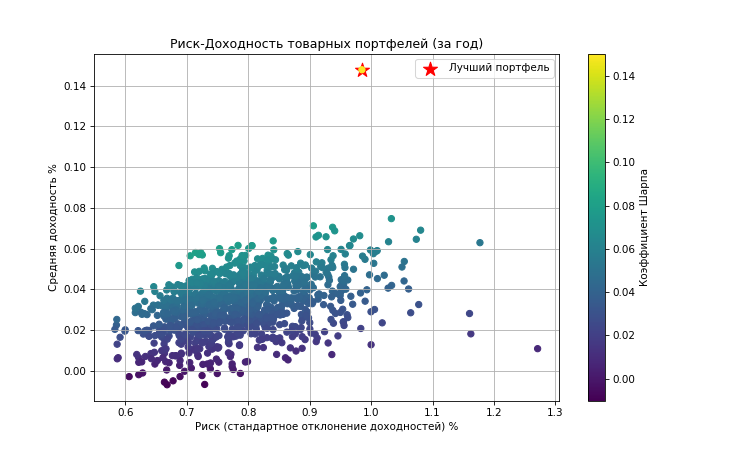 Риск-Доходность товарных портфелей (за год)
Лучший портфель
Средняя доходность %
0.14
0.12
0.10
0.08
0.06
0.04
0.02
0.00
0.6 0.7 0.8 0.9 1.0 1.1 1.2 1.3
Риск (стандартное отклонение доходностей) %
0.14
0.12
0.10
0.08
0.06
0.04
0.02
0.00
Коэффициент Шарпа